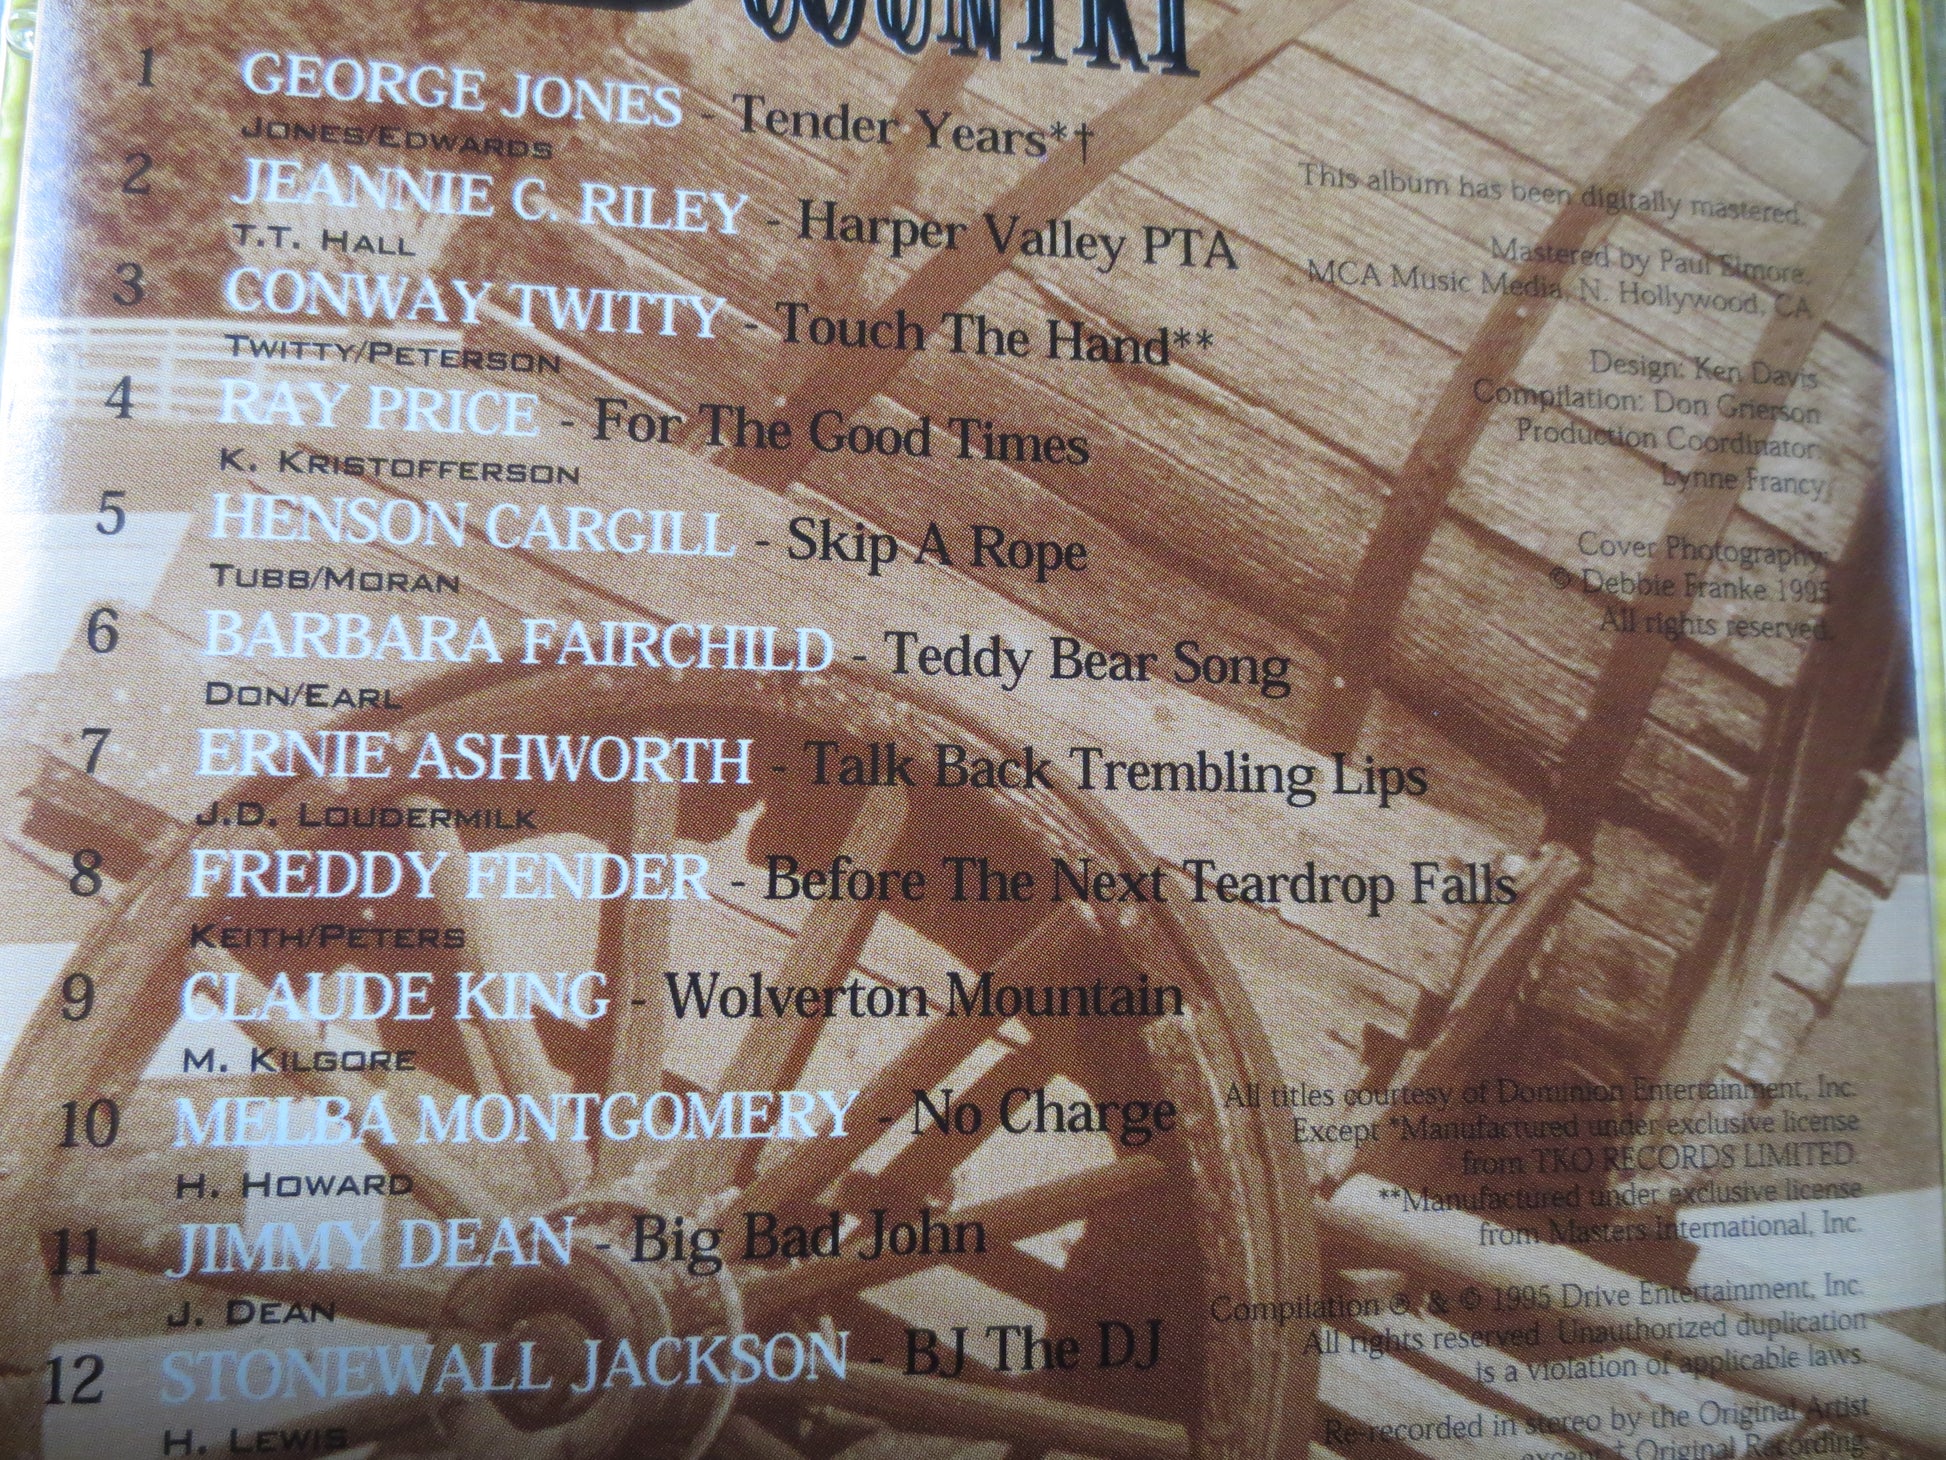 COUNTRY
1 GEORGE JONES - Tender Years*†
JONES/EDWARDS
2 JEANNIE C. RILEY - Harper Valley PTA
T.T. HALL
3 CONWAY TWITTY - Touch The Hand**
TWITTY/PETERSON
4 RAY PRICE - For The Good Times
K. KRISTOFFERSON
5 HENSON CARGILL - Skip A Rope
TUBB/MORAN
6 BARBARA FAIRCHILD - Teddy Bear Song
DON/EARL
7 ERNIE ASHWORTH - Talk Back Trembling Lips
J.D. LOUDERMILK
8 FREDDY FENDER - Before The Next Teardrop Falls
KEITH/PETERS
9 CLAUDE KING - Wolverton Mountain
M. KILGORE
10 MELBA MONTGOMERY - No Charge
H. HOWARD
11 JIMMY DEAN - Big Bad John
J. DEAN
12 STONEWALL JACKSON - BJ The DJ
H. LEWIS
This album has been digitally mastered.
Mastered by Paul Elmore,
MCA Music Media, N. Hollywood, CA
Design: Ken Davis
Compilation: Don Grierson
Production Coordinator:
Lynne Francy
Cover Photography:
© Debbie Franke 1995
All rights reserved.
All titles courtesy of Dominion Entertainment, Inc.
Except *Manufactured under exclusive license
from TKO RECORDS LIMITED.
**Manufactured under exclusive license
from Masters International, Inc.
Compilation ℗ & © 1995 Drive Entertainment, Inc.
All rights reserved. Unauthorized duplication
is a violation of applicable laws.
Re-recorded in stereo by the Original Artist
except † Original Recording.